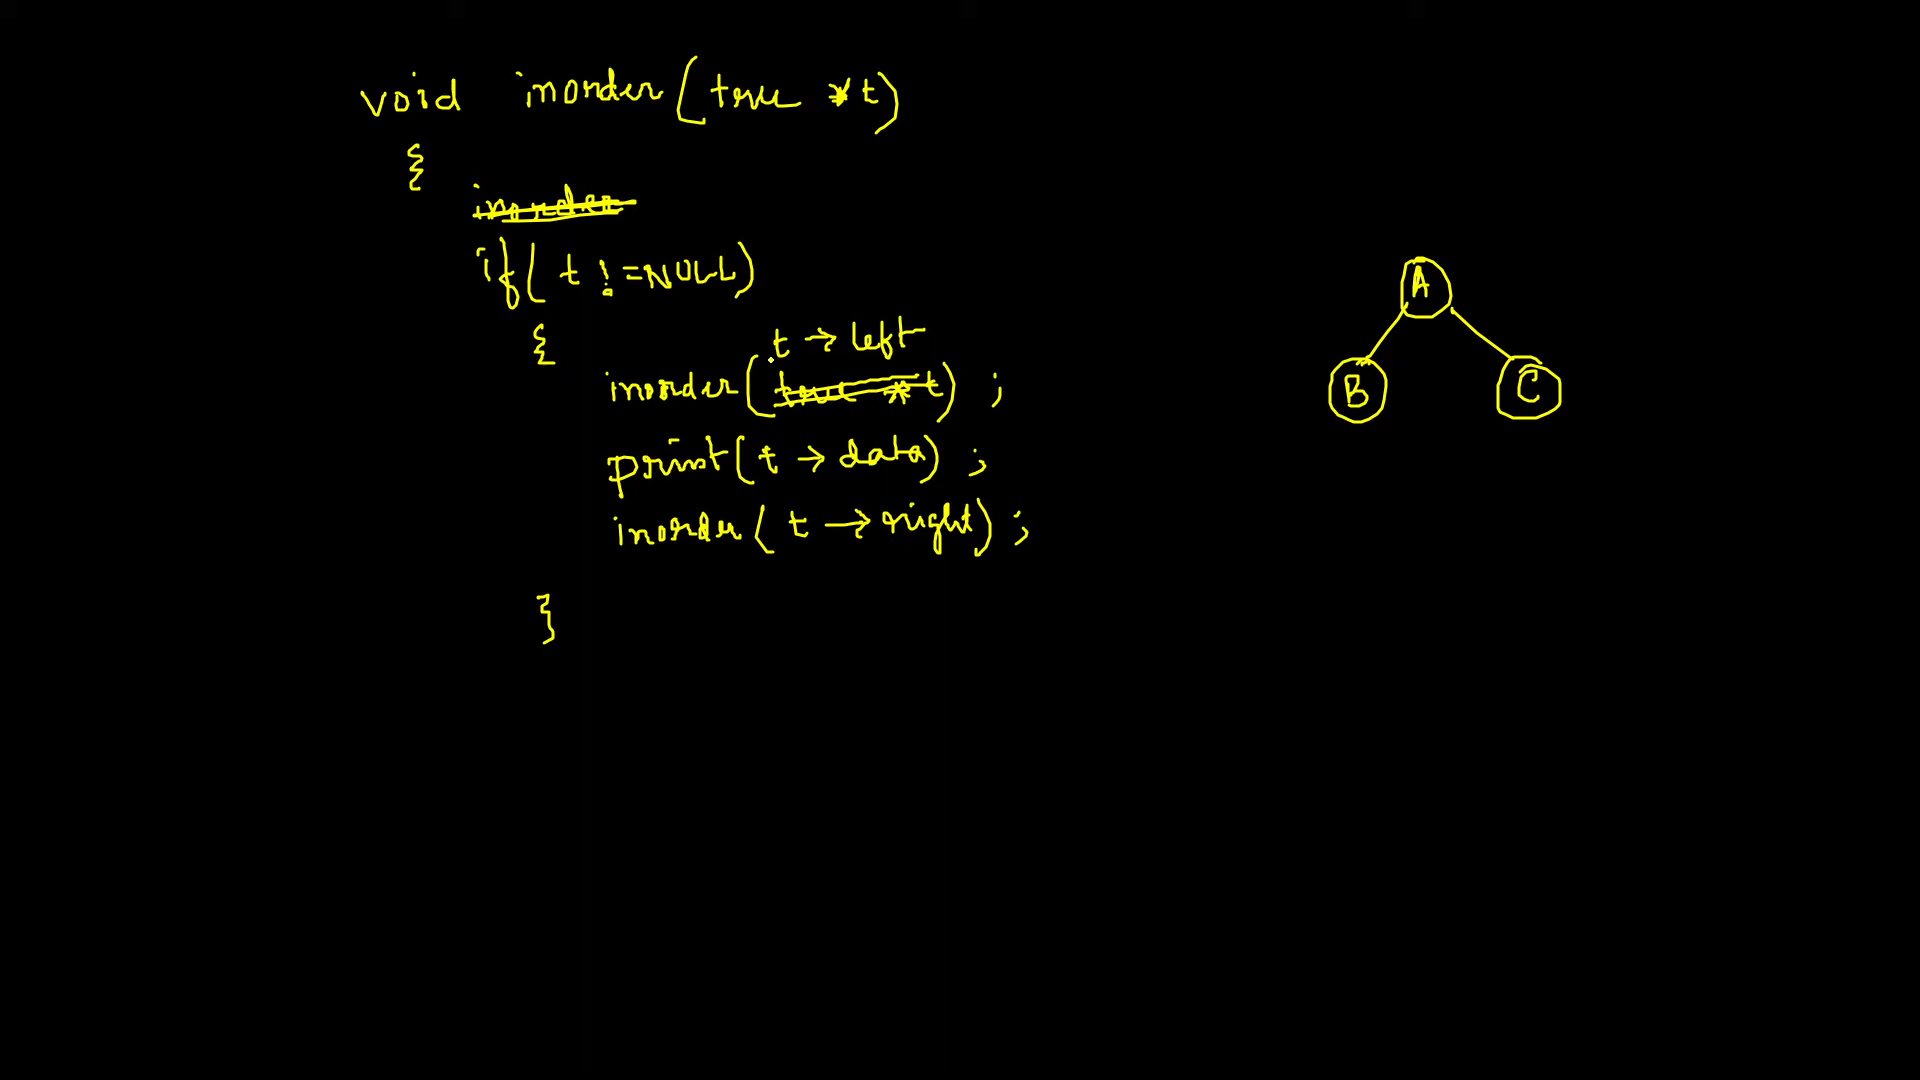 void inorder(tree *t)
{
inorder
if( t !=NULL)
{
t → left
inorder(tree *t) ;
print(t → data) ;
inorder( t → right) ;
}
A
B C